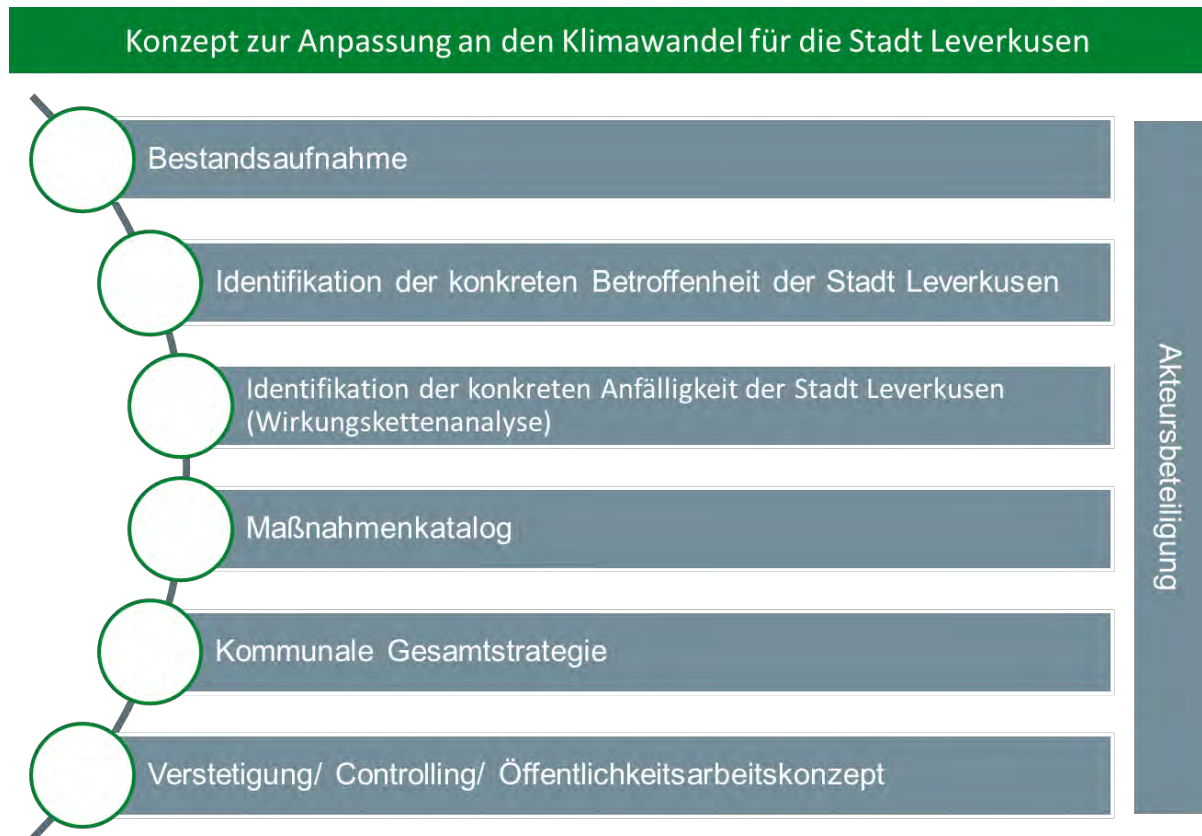 Konzept zur Anpassung an den Klimawandel für die Stadt Leverkusen
Bestandsaufnahme
Identifikation der konkreten Betroffenheit der Stadt Leverkusen
Identifikation der konkreten Anfälligkeit der Stadt Leverkusen
(Wirkungskettenanalyse)
Maßnahmenkatalog
Kommunale Gesamtstrategie
Verstetigung/ Controlling/ Öffentlichkeitsarbeitskonzept
Akteursbeteiligung